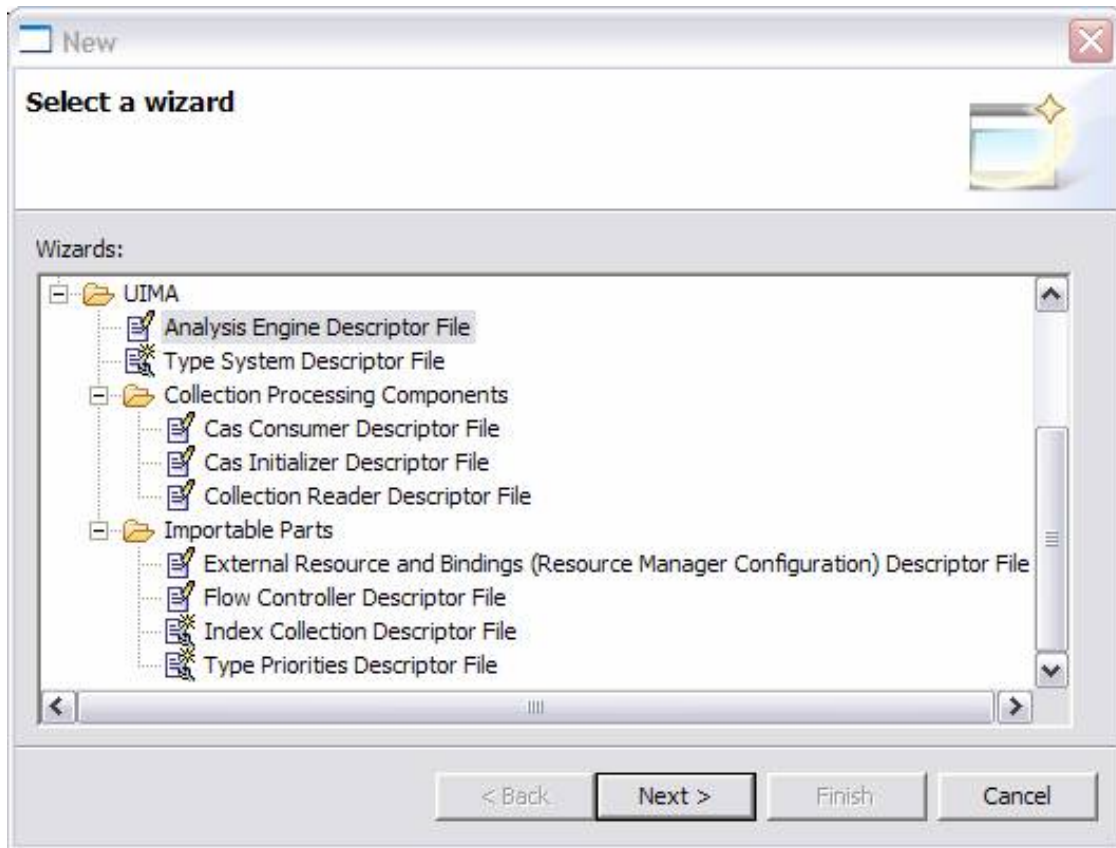 New
Select a wizard
Wizards:
UIMA
Analysis Engine Descriptor File
Type System Descriptor File
Collection Processing Components
Cas Consumer Descriptor File
Cas Initializer Descriptor File
Collection Reader Descriptor File
Importable Parts
External Resource and Bindings (Resource Manager Configuration) Descriptor File
Flow Controller Descriptor File
Index Collection Descriptor File
Type Priorities Descriptor File
< Back Next > Finish Cancel